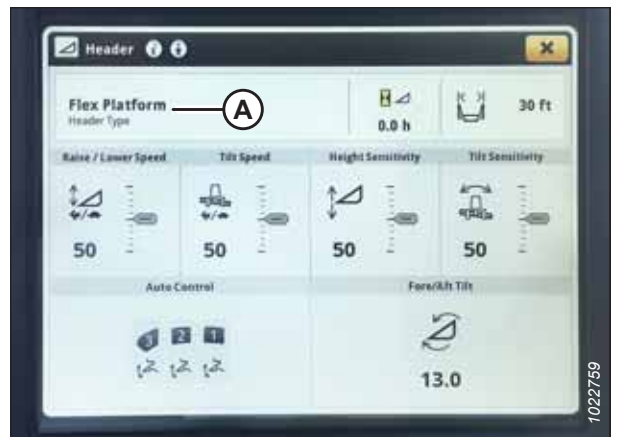 Header
Flex Platform
Header Type
A
0.0 h
30 ft
Raise / Lower Speed
Tilt Speed
Height Sensitivity
Tilt Sensitivity
50
50
50
50
Auto Control
Fore/Aft Tilt
3 2 1
13.0
1022759